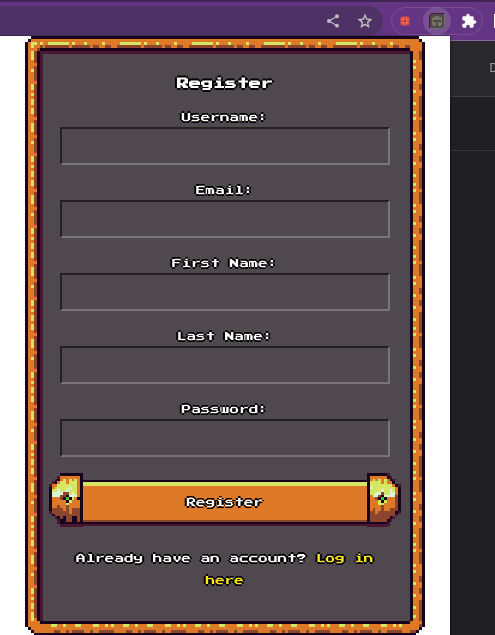 Register
Username:
Email:
First Name:
Last Name:
Password:
Register
Already have an account? Log in
here